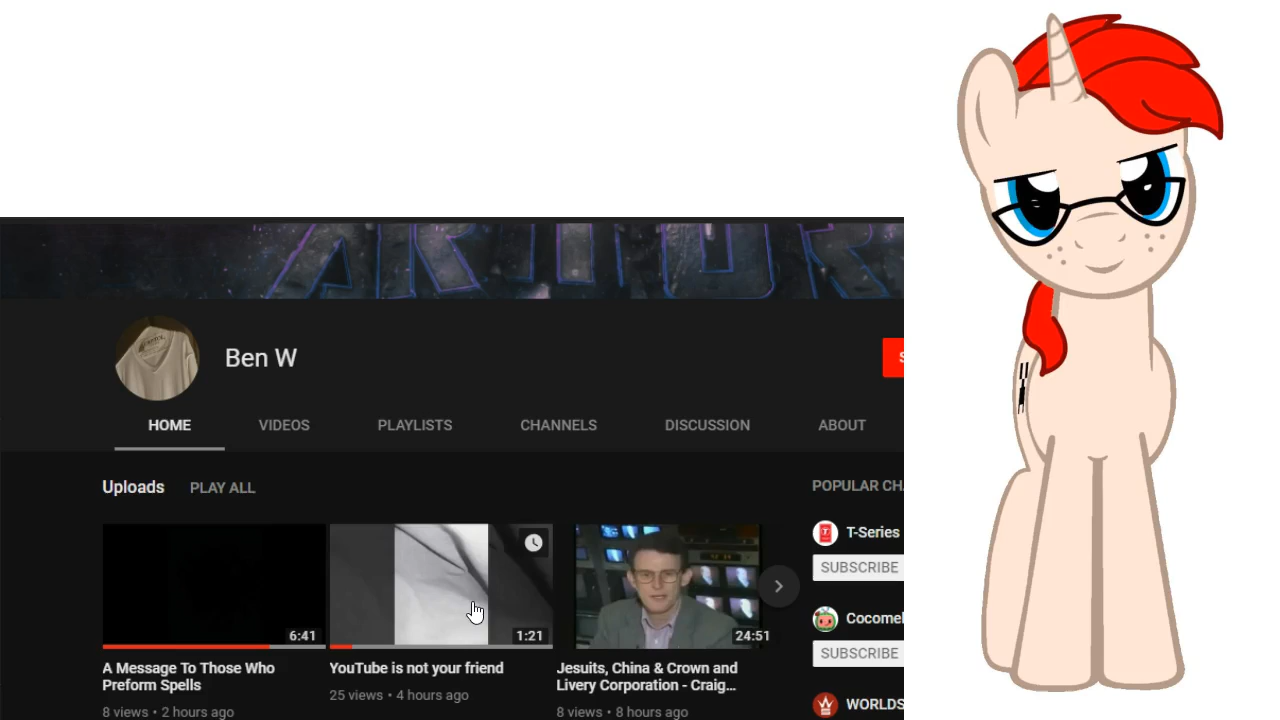 Ben W
S
HOME VIDEOS PLAYLISTS CHANNELS DISCUSSION ABOUT
Uploads PLAY ALL
POPULAR CH
T-Series
SUBSCRIBE
6:41
1:21
24:51
A Message To Those Who
Preform Spells
8 views • 2 hours ago
YouTube is not your friend
25 views • 4 hours ago
Jesuits, China & Crown and
Livery Corporation - Craig...
8 views • 8 hours ago
Cocomel
SUBSCRIBE
WORLDS